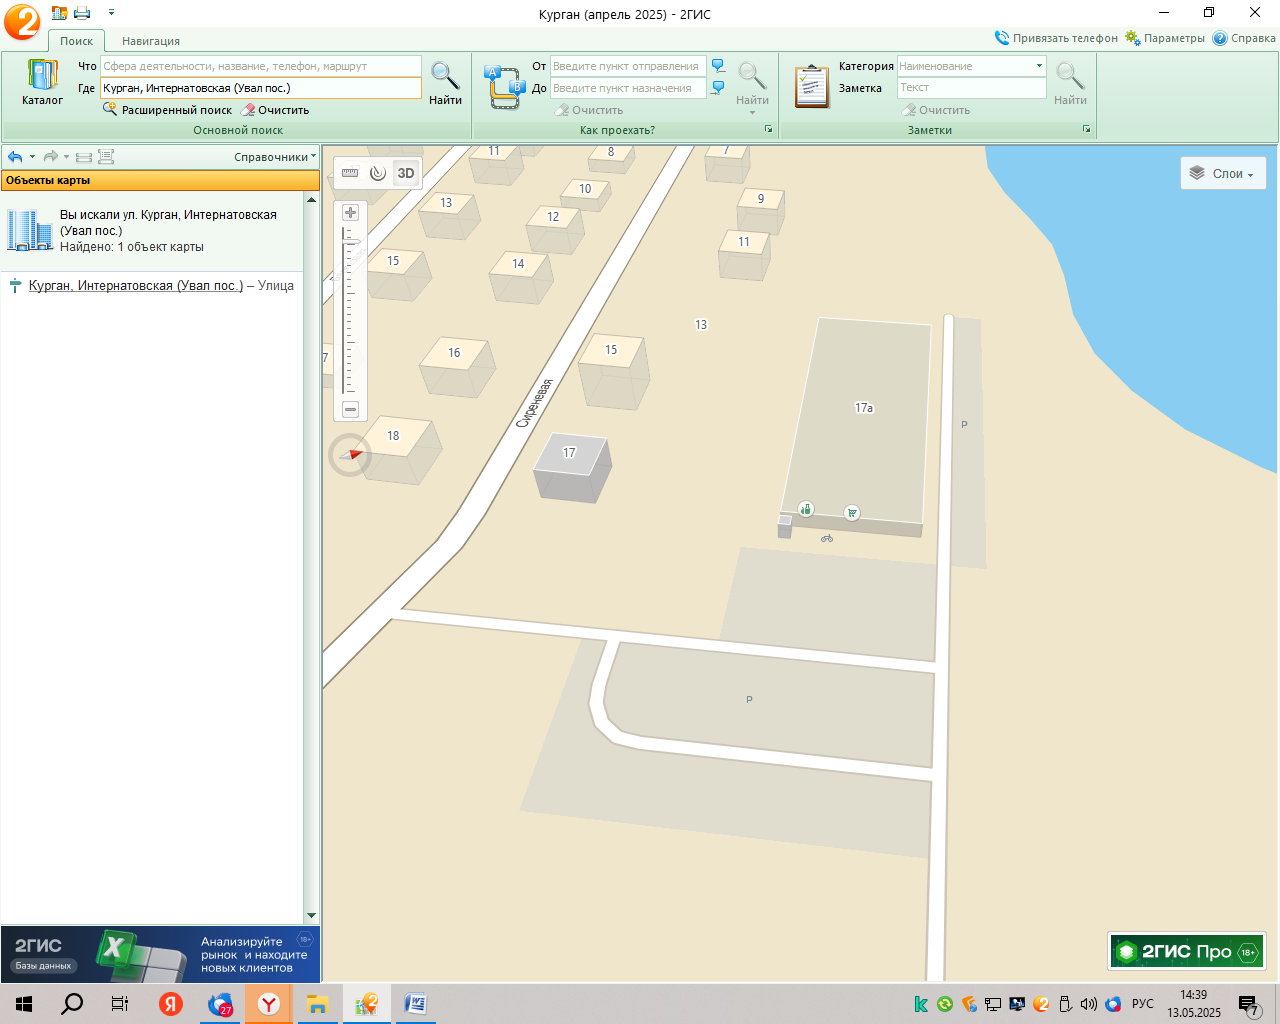 Курган (апрель 2025) - 2ГИС
Поиск
Навигация
Привязать телефон
Параметры
Справка
Каталог
Что
Сфера деятельности, название, телефон, маршрут
Где
Курган, Интернатовская (Увал пос.)
Расширенный поиск
Очистить
Найти
Основной поиск
A
B
От
Введите пункт отправления
До
Введите пункт назначения
Очистить
Найти
Как проехать?
Категория
Наименование
Заметка
Текст
Очистить
Найти
Заметки
Справочники
Объекты карты
Вы искали ул. Курган, Интернатовская
(Увал пос.)
Найдено: 1 объект карты
Курган, Интернатовская (Увал пос.) – Улица
3D
Слои
11
8
7
10
9
13
12
11
15
14
13
15
16
7
17а
Сиреневая
18
17
P
P
2ГИС
Базы данных
Анализируйте
рынок и находите
новых клиентов
18+
2ГИС Про
18+
27
РУС
14:39
13.05.2025
7